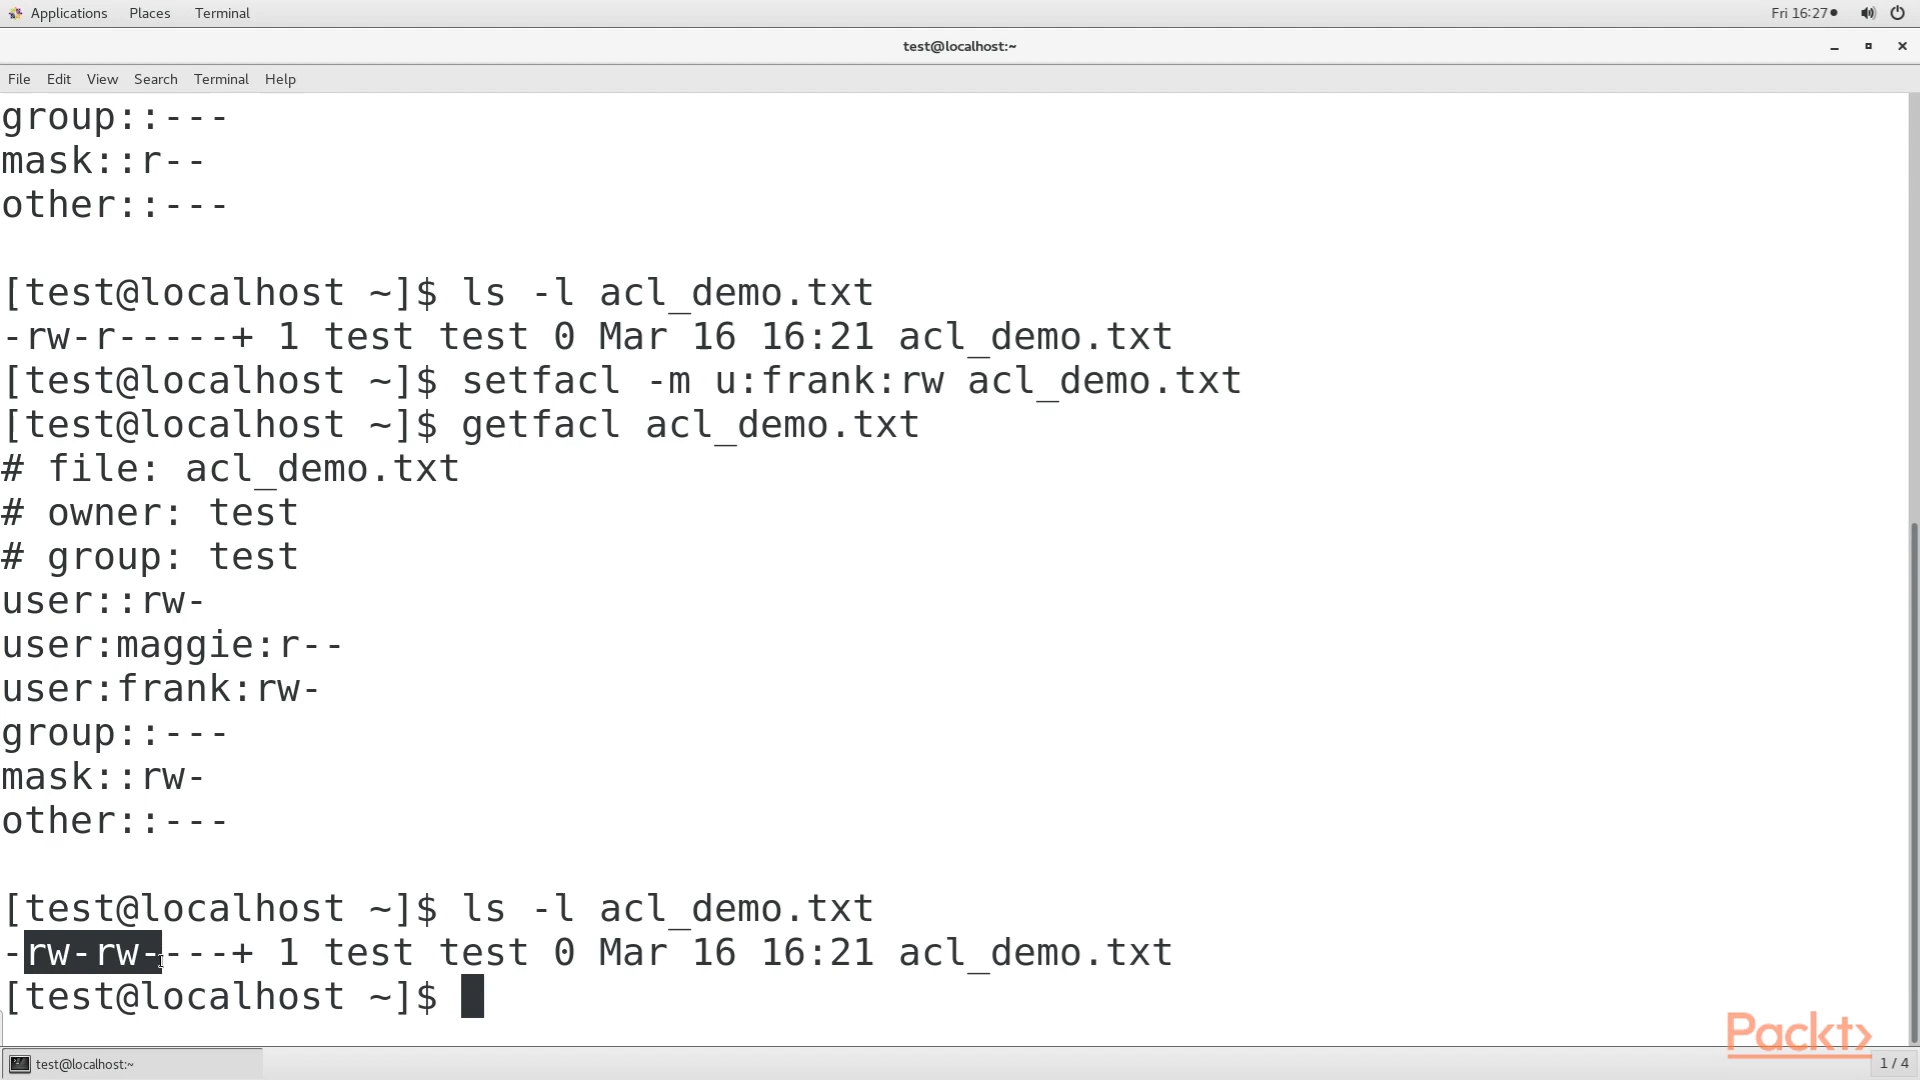 Applications Places Terminal Fri 16:27
test@localhost:~
File Edit View Search Terminal Help
group::---
mask::r--
other::---
[test@localhost ~]$ ls -l acl_demo.txt
-rw-r-----+ 1 test test 0 Mar 16 16:21 acl_demo.txt
[test@localhost ~]$ setfacl -m u:frank:rw acl_demo.txt
[test@localhost ~]$ getfacl acl_demo.txt
# file: acl_demo.txt
# owner: test
# group: test
user::rw-
user:maggie:r--
user:frank:rw-
group::---
mask::rw-
other::---
[test@localhost ~]$ ls -l acl_demo.txt
-rw-rw----+ 1 test test 0 Mar 16 16:21 acl_demo.txt
[test@localhost ~]$
Packt>
test@localhost:~ 1 / 4